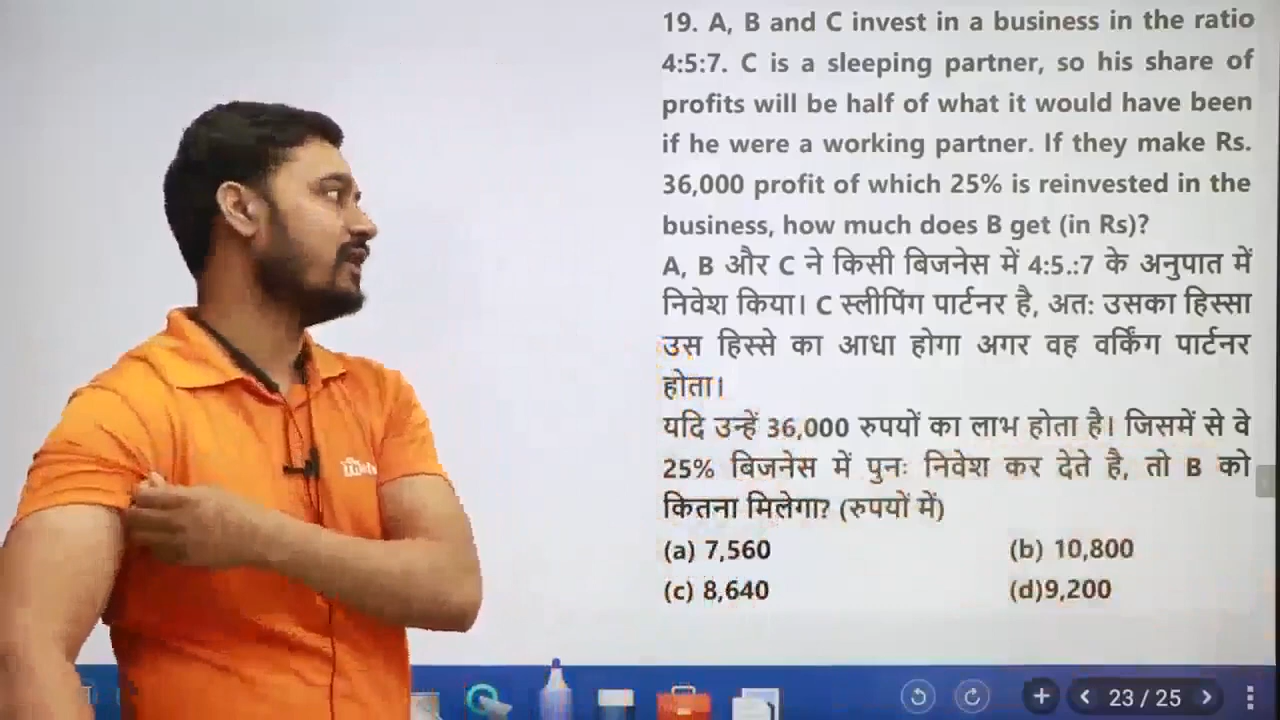 19. A, B and C invest in a business in the ratio
4:5:7. C is a sleeping partner, so his share of
profits will be half of what it would have been
if he were a working partner. If they make Rs.
36,000 profit of which 25% is reinvested in the
business, how much does B get (in Rs)?
A, B और C ने किसी बिजनेस में 4:5.:7 के अनुपात में
निवेश किया। C स्लीपिंग पार्टनर है, अतः उसका हिस्सा
उस हिस्से का आधा होगा अगर वह वर्किंग पार्टनर
होता।
यदि उन्हें 36,000 रुपयों का लाभ होता है। जिसमें से वे
25% बिजनेस में पुनः निवेश कर देते है, तो B को
कितना मिलेगा? (रुपयों में)
(a) 7,560 (b) 10,800
(c) 8,640 (d)9,200
23 / 25